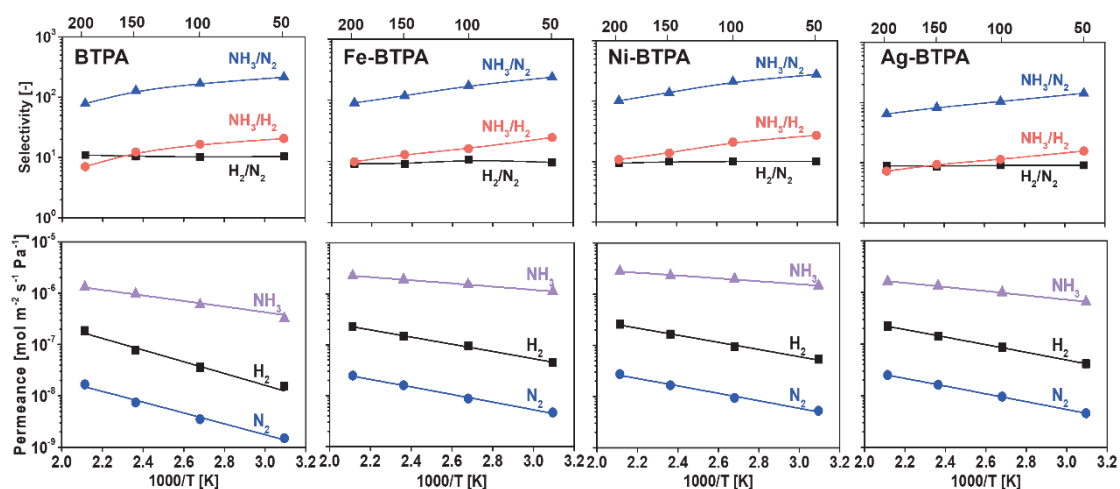 200 150 100 50
200 150 100 50
200 150 100 50
200 150 100 50
BTPA
Fe-BTPA
Ni-BTPA
Ag-BTPA
Selectivity [-]
10³
10²
10¹
10⁰
NH₃/N₂
NH₃/H₂
H₂/N₂
NH₃/N₂
NH₃/H₂
H₂/N₂
NH₃/N₂
NH₃/H₂
H₂/N₂
NH₃/N₂
NH₃/H₂
H₂/N₂
Permeance [mol m⁻² s⁻¹ Pa⁻¹]
10⁻⁵
10⁻⁶
10⁻⁷
10⁻⁸
10⁻⁹
NH₃
H₂
N₂
NH₃
H₂
N₂
NH₃
H₂
N₂
NH₃
H₂
N₂
2.0 2.2 2.4 2.6 2.8 3.0 3.2
2.2 2.4 2.6 2.8 3.0 3.2
2.2 2.4 2.6 2.8 3.0 3.2
2.2 2.4 2.6 2.8 3.0 3.2
1000/T [K]
1000/T [K]
1000/T [K]
1000/T [K]